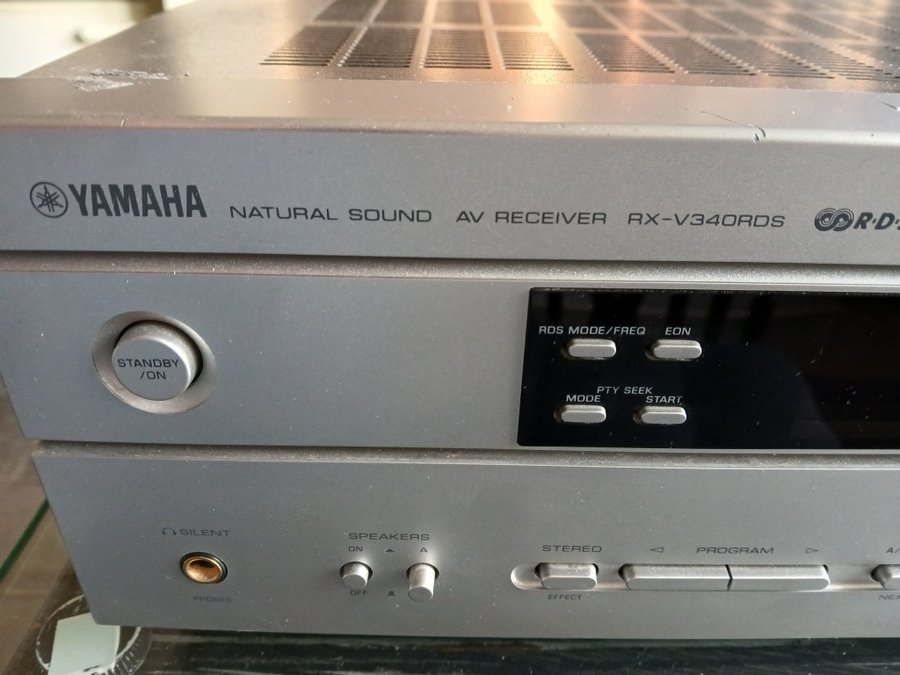 YAMAHA NATURAL SOUND AV RECEIVER RX-V340RDS R·D·
STANDBY
/ON
RDS MODE/FREQ EON
PTY SEEK
MODE START
SILENT
PHONES
SPEAKERS
ON A
OFF
STEREO
EFFECT
PROGRAM
A/
NEX